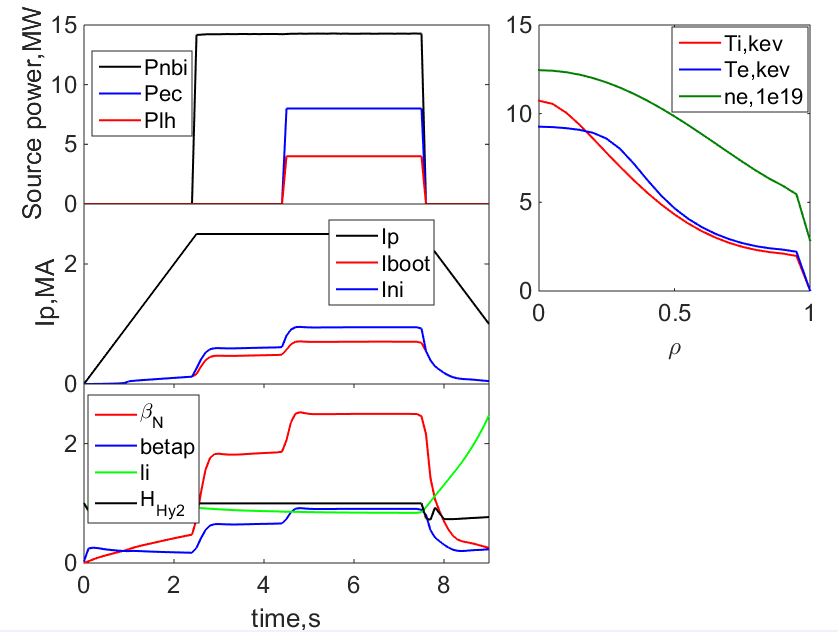 Source power,MW
15
10
5
0
Pnbi
Pec
Plh
Ip,MA
2
0
Ip
Iboot
Ini
2
1
0
βN
betap
li
HHy2
0
2
4
6
8
time,s
15
10
5
0
Ti,kev
Te,kev
ne,1e19
0
0.5
1
ρ